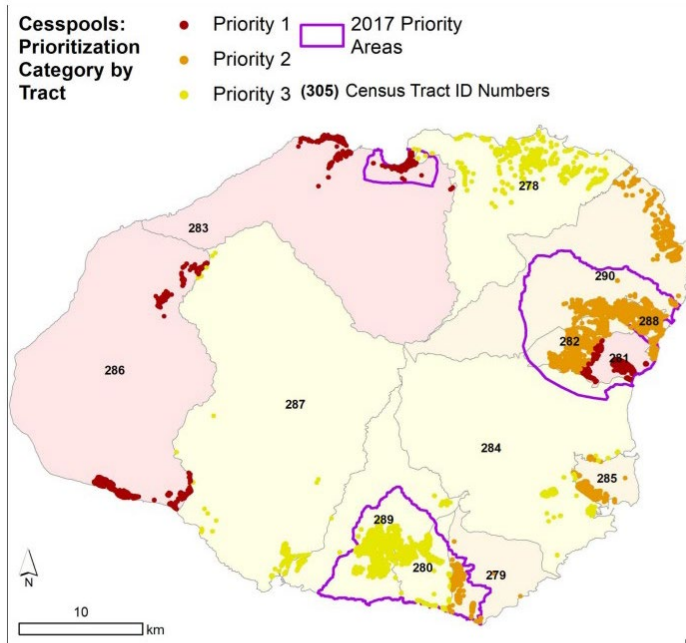 Cesspools:
Prioritization
Category by
Tract
Priority 1
Priority 2
Priority 3
2017 Priority
Areas
(305) Census Tract ID Numbers
278
283
290
288
282
281
286
287
284
285
289
280
279
N
10
km